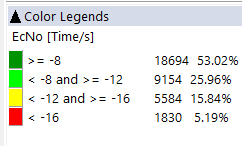 Color Legends
EcNo [Time/s]
>= -8 18694 53.02%
< -8 and >= -12 9154 25.96%
< -12 and >= -16 5584 15.84%
< -16 1830 5.19%